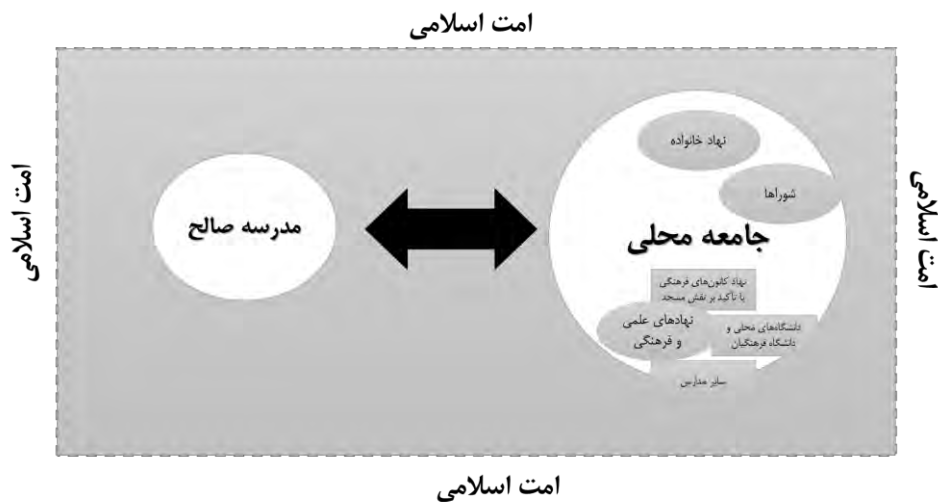 امت اسلامی
امت اسلامی
نهاد خانواده
شوراها
جامعه محلی
نهاد کانون‌های فرهنگی
با تأکید بر نقش مسجد
نهادهای علمی
و فرهنگی
دانشگاه‌های محلی و
دانشگاه فرهنگیان
سایر مدارس
مدرسه صالح
امت اسلامی
امت اسلامی